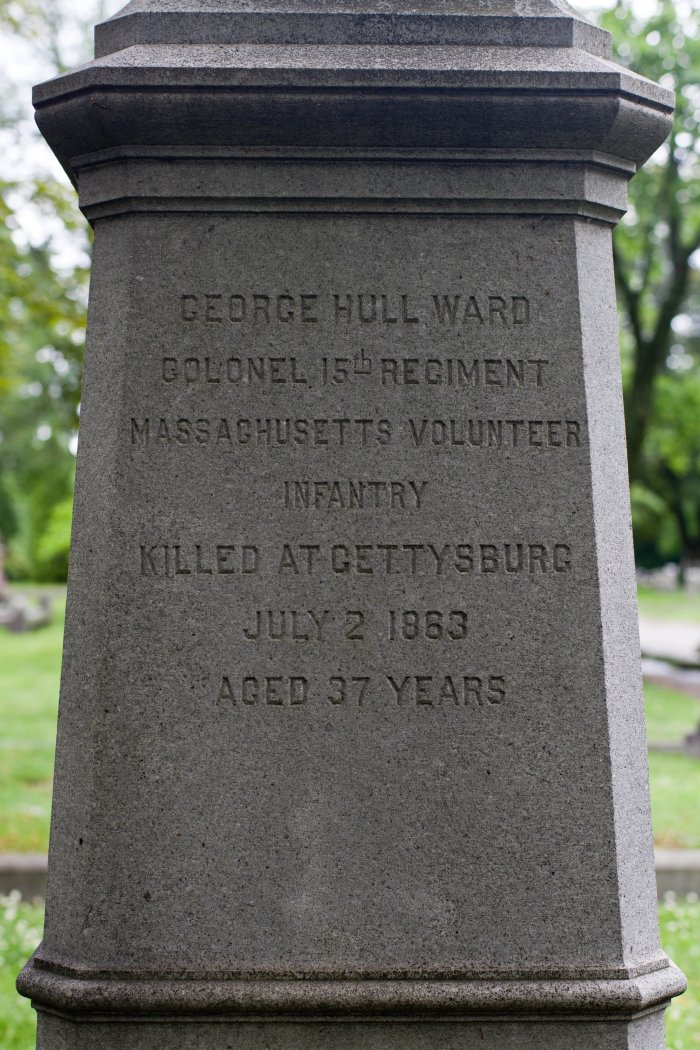 GEORGE HULL WARD
COLONEL 15th REGIMENT
MASSACHUSETTS VOLUNTEER
INFANTRY
KILLED AT GETTYSBURG
JULY 2 1863
AGED 37 YEARS